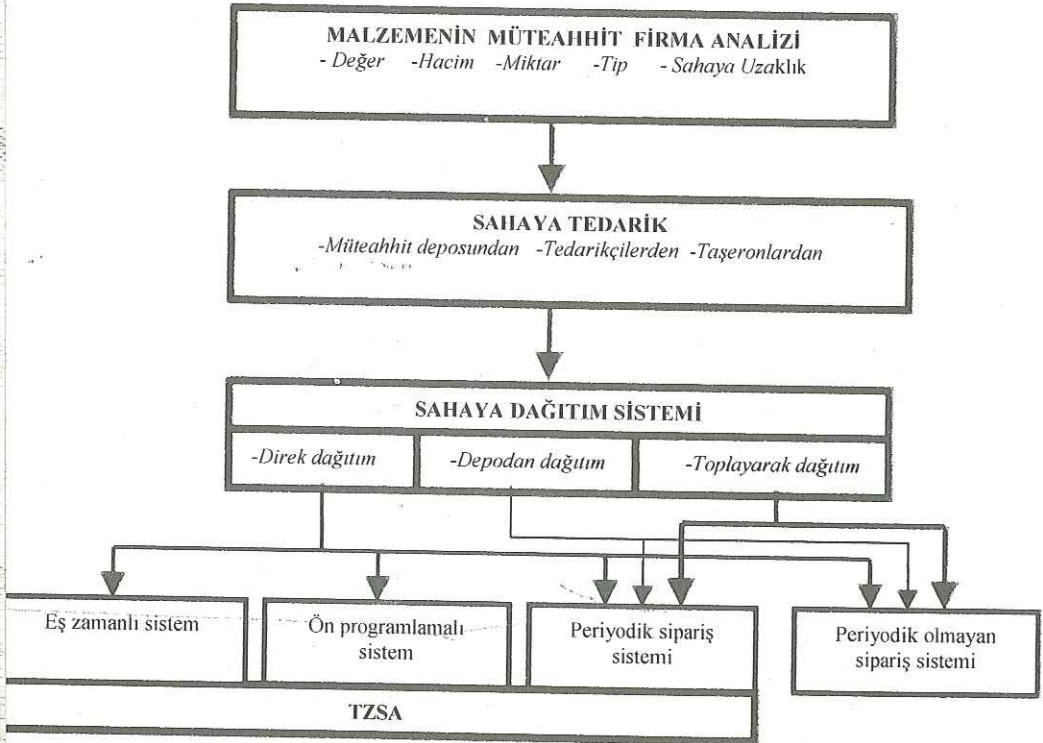 MALZEMENİN MÜTEAHHİT FİRMA ANALİZİ
- Değer -Hacim -Miktar -Tip - Sahaya Uzaklık
SAHAYA TEDARİK
-Müteahhit deposundan -Tedarikçilerden -Taşeronlardan
SAHAYA DAĞITIM SİSTEMİ
-Direk dağıtım
-Depodan dağıtım
-Toplayarak dağıtım
Eş zamanlı sistem
Ön programlamalı
sistem
Periyodik sipariş
sistemi
Periyodik olmayan
sipariş sistemi
TZSA